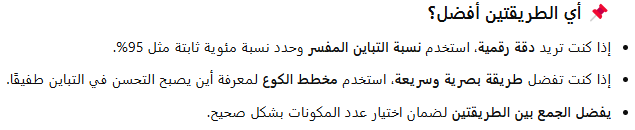 📌 أي الطريقتين أفضل؟
• إذا كنت تريد دقة رقمية، استخدم نسبة التباين المفسر وحدد نسبة مئوية ثابتة مثل 95%.
• إذا كنت تفضل طريقة بصرية وسريعة، استخدم مخطط الكوع لمعرفة أين يصبح التحسن في التباين طفيفًا.
• يفضل الجمع بين الطريقتين لضمان اختيار عدد المكونات بشكل صحيح.